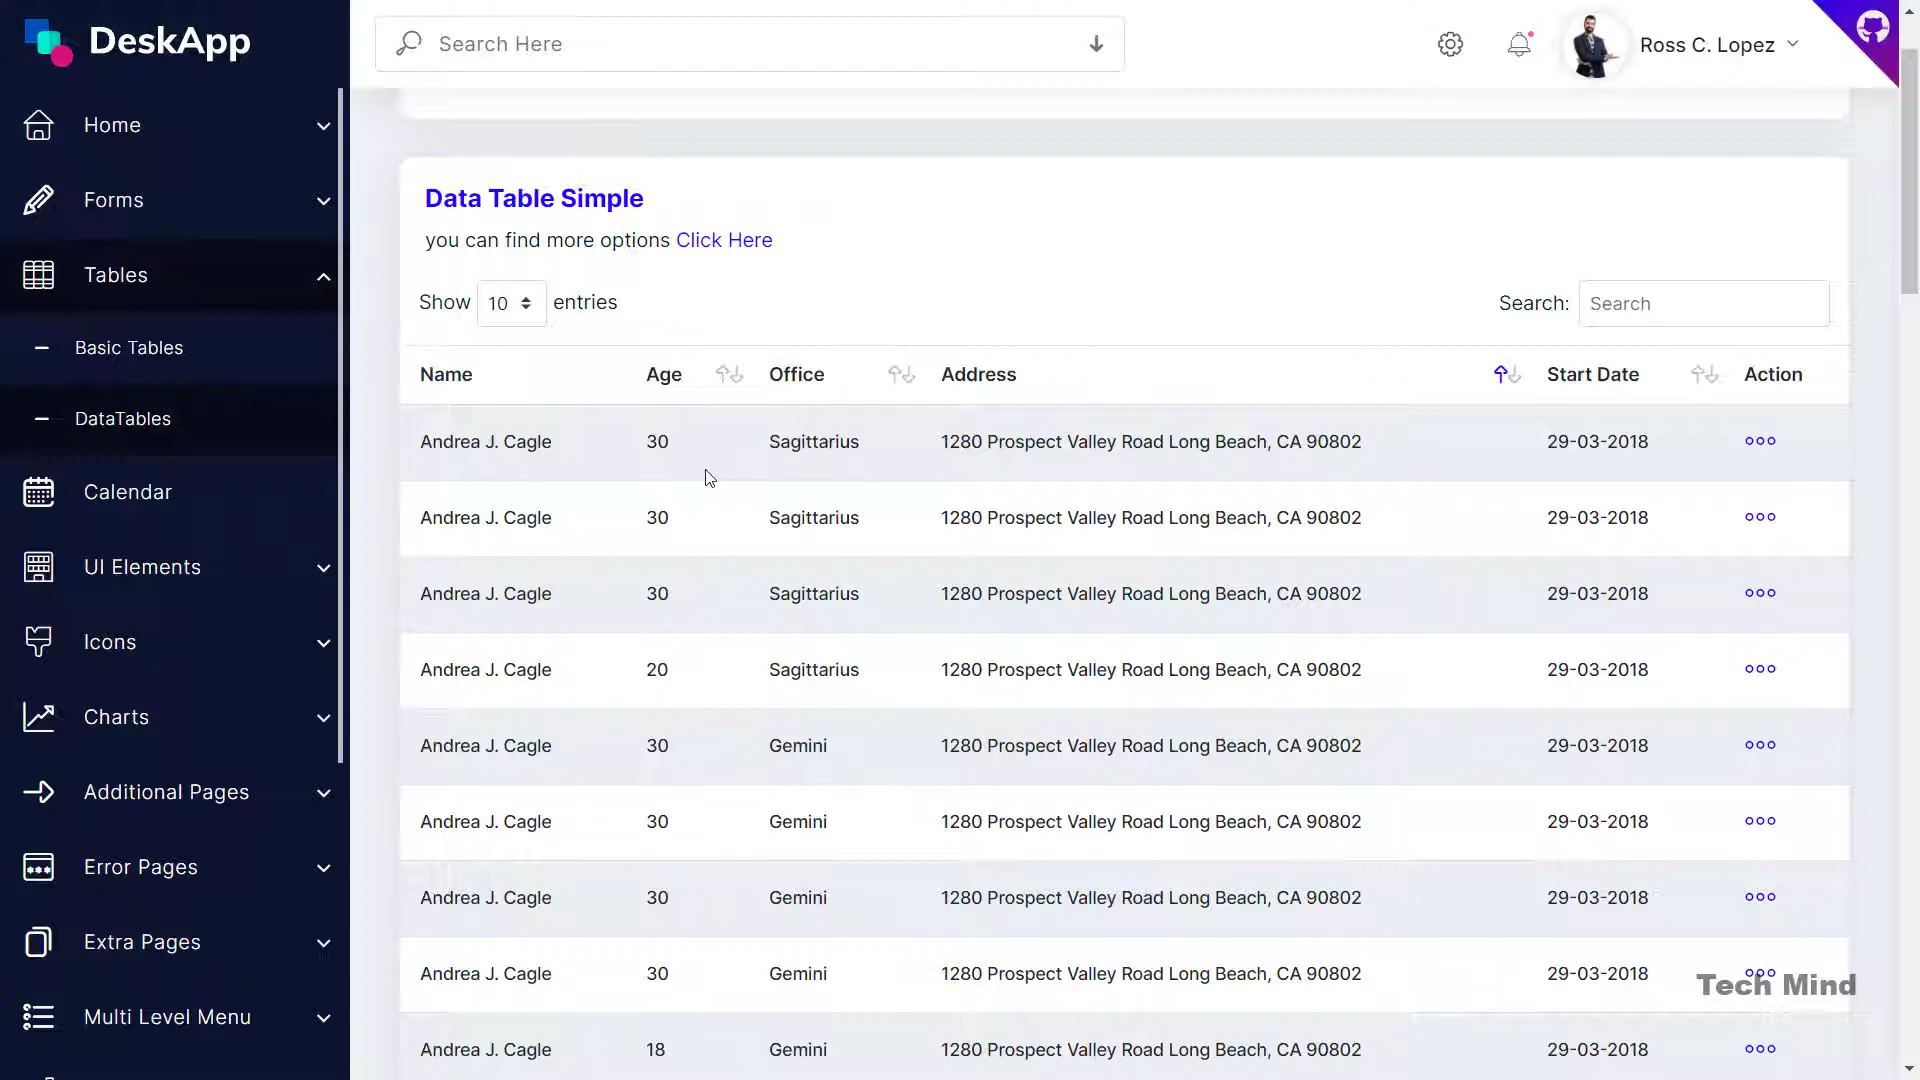 DeskApp
Search Here
Ross C. Lopez
Home
Forms
Tables
Basic Tables
DataTables
Calendar
UI Elements
Icons
Charts
Additional Pages
Error Pages
Extra Pages
Multi Level Menu
Data Table Simple
you can find more options Click Here
Show 10 entries
Search: Search
Name Age Office Address Start Date Action
Andrea J. Cagle 30 Sagittarius 1280 Prospect Valley Road Long Beach, CA 90802 29-03-2018
Andrea J. Cagle 30 Sagittarius 1280 Prospect Valley Road Long Beach, CA 90802 29-03-2018
Andrea J. Cagle 30 Sagittarius 1280 Prospect Valley Road Long Beach, CA 90802 29-03-2018
Andrea J. Cagle 20 Sagittarius 1280 Prospect Valley Road Long Beach, CA 90802 29-03-2018
Andrea J. Cagle 30 Gemini 1280 Prospect Valley Road Long Beach, CA 90802 29-03-2018
Andrea J. Cagle 30 Gemini 1280 Prospect Valley Road Long Beach, CA 90802 29-03-2018
Andrea J. Cagle 30 Gemini 1280 Prospect Valley Road Long Beach, CA 90802 29-03-2018
Andrea J. Cagle 30 Gemini 1280 Prospect Valley Road Long Beach, CA 90802 29-03-2018
Tech Mind
Andrea J. Cagle 18 Gemini 1280 Prospect Valley Road Long Beach, CA 90802 29-03-2018